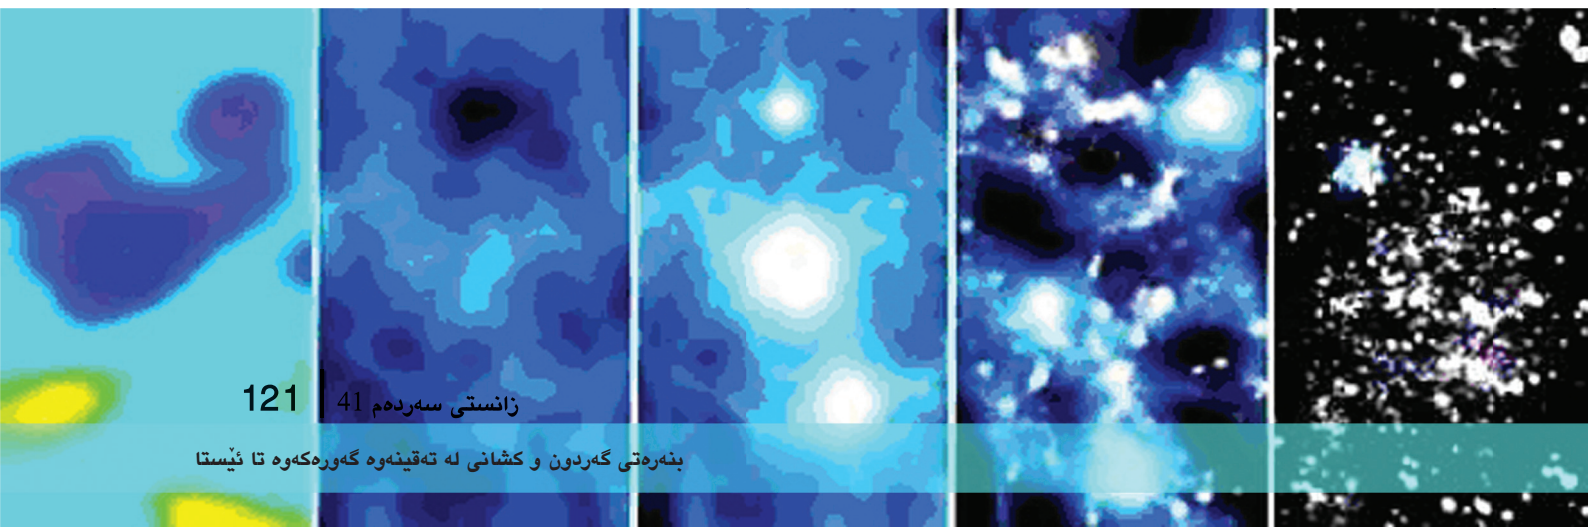 زانستی سەردەم 41 | 121
بنەرەتی گەردون و کشانی لە تەقینەوە گەورەکەوە تا ئێستا